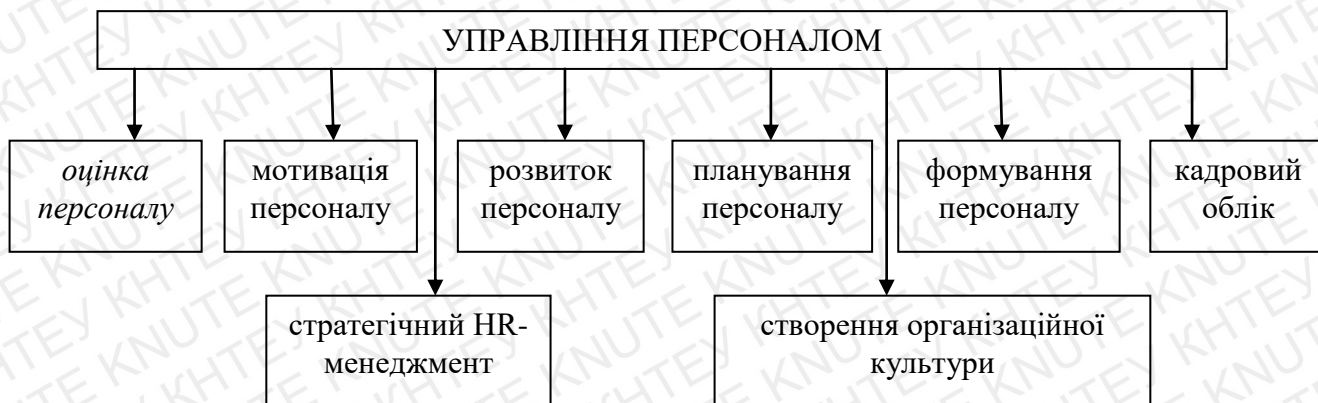 УПРАВЛІННЯ ПЕРСОНАЛОМ
оцінка
персоналу
мотивація
персоналу
розвиток
персоналу
планування
персоналу
формування
персоналу
кадровий
облік
стратегічний HR-
менеджмент
створення організаційної
культури